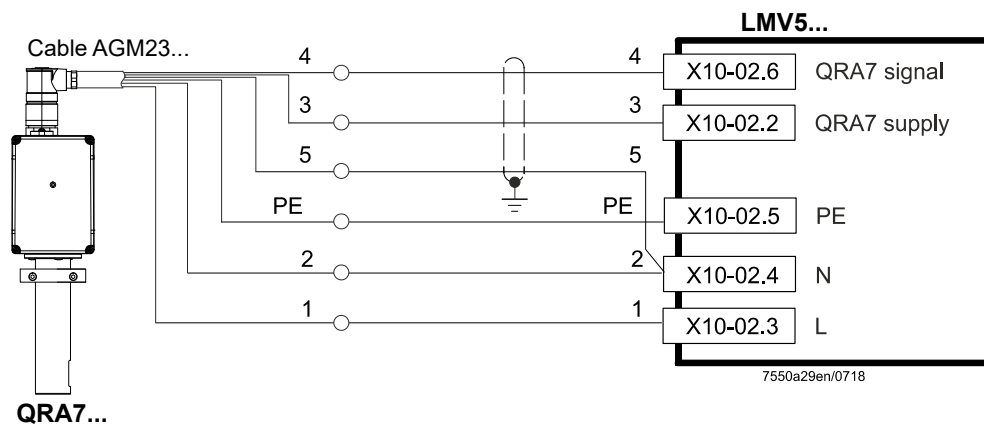 LMV5...
Cable AGM23...
4 4 X10-02.6 QRA7 signal
3 3 X10-02.2 QRA7 supply
5 5
PE PE X10-02.5 PE
2 2 X10-02.4 N
1 1 X10-02.3 L
7550a29en/0718
QRA7...